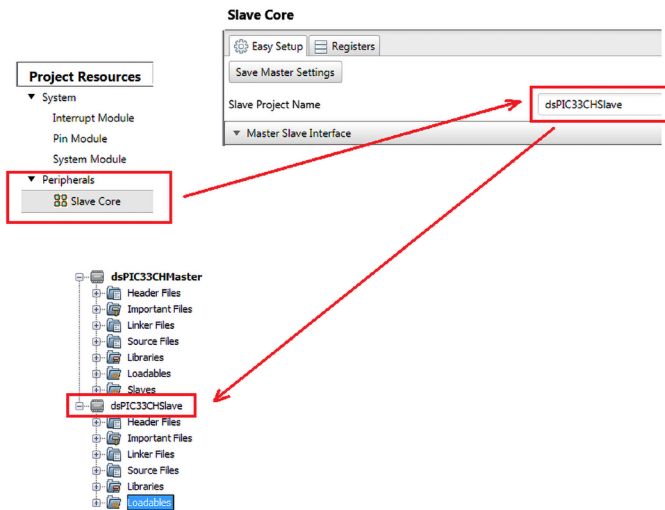 Slave Core
Easy Setup Registers
Save Master Settings
Slave Project Name dsPIC33CHSlave
Master Slave Interface
Project Resources
System
Interrupt Module
Pin Module
System Module
Peripherals
Slave Core
dsPIC33CHMaster
Header Files
Important Files
Linker Files
Source Files
Libraries
Loadables
Slaves
dsPIC33CHSlave
Header Files
Important Files
Linker Files
Source Files
Libraries
Loadables